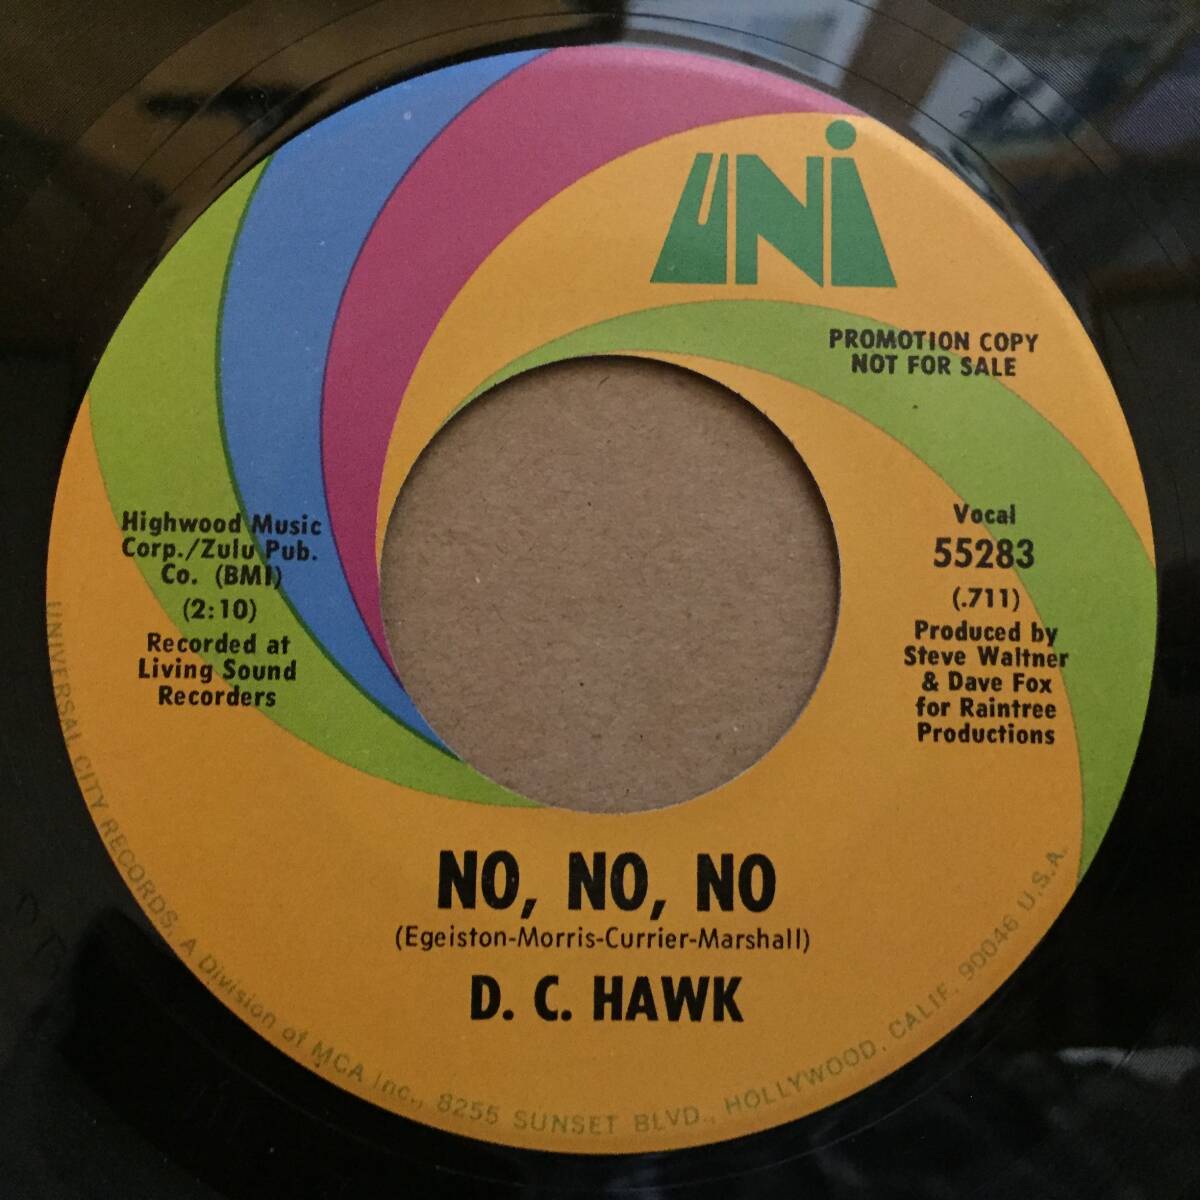 UNI
PROMOTION COPY
NOT FOR SALE
Highwood Music
Corp./Zulu Pub.
Co. (BMI)
(2:10)
Recorded at
Living Sound
Recorders
Vocal
55283
(.711)
Produced by
Steve Waltner
& Dave Fox
for Raintree
Productions
NO, NO, NO
(Egeiston-Morris-Currier-Marshall)
D. C. HAWK
UNIVERSAL CITY RECORDS, A Division of MCA Inc., 8255 SUNSET BLVD., HOLLYWOOD, CALIF. 90046 U.S.A.